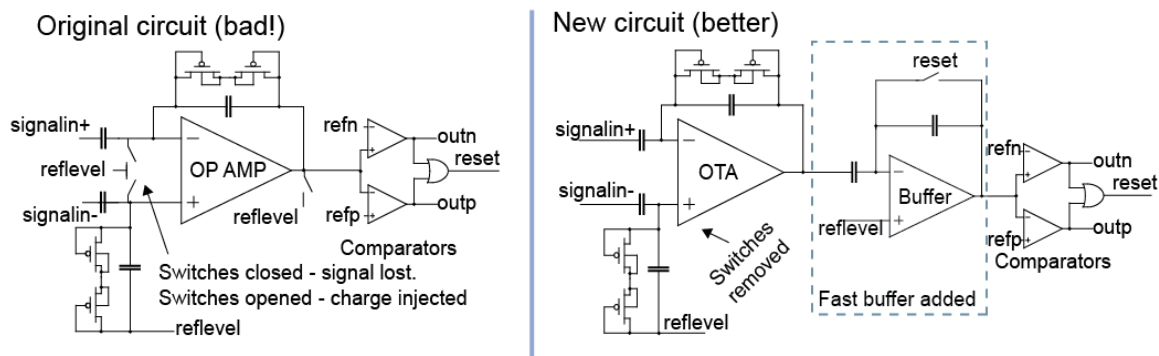 Original circuit (bad!)
signalin+
reflevel
signalin-
OP AMP
reflevel
refn
refp
outn
reset
outp
Comparators
Switches closed - signal lost.
Switches opened - charge injected
reflevel
New circuit (better)
signalin+
signalin-
OTA
Switches
removed
reflevel
reset
Buffer
reflevel
Fast buffer added
refn
refp
outn
reset
outp
Comparators